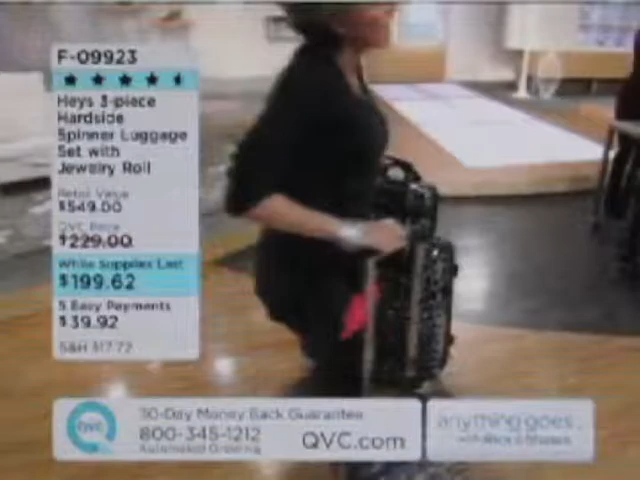 F-09923
Heys 3-piece
Hardside
Spinner Luggage
Set with
Jewelry Roll
Retail Value
$549.00
QVC Price
$229.00
While Supplies Last
$199.62
5 Easy Payments
$39.92
S&H $17.72
QVC
30-Day Money Back Guarantee
800-345-1212
Automated Ordering
QVC.com
anything goes